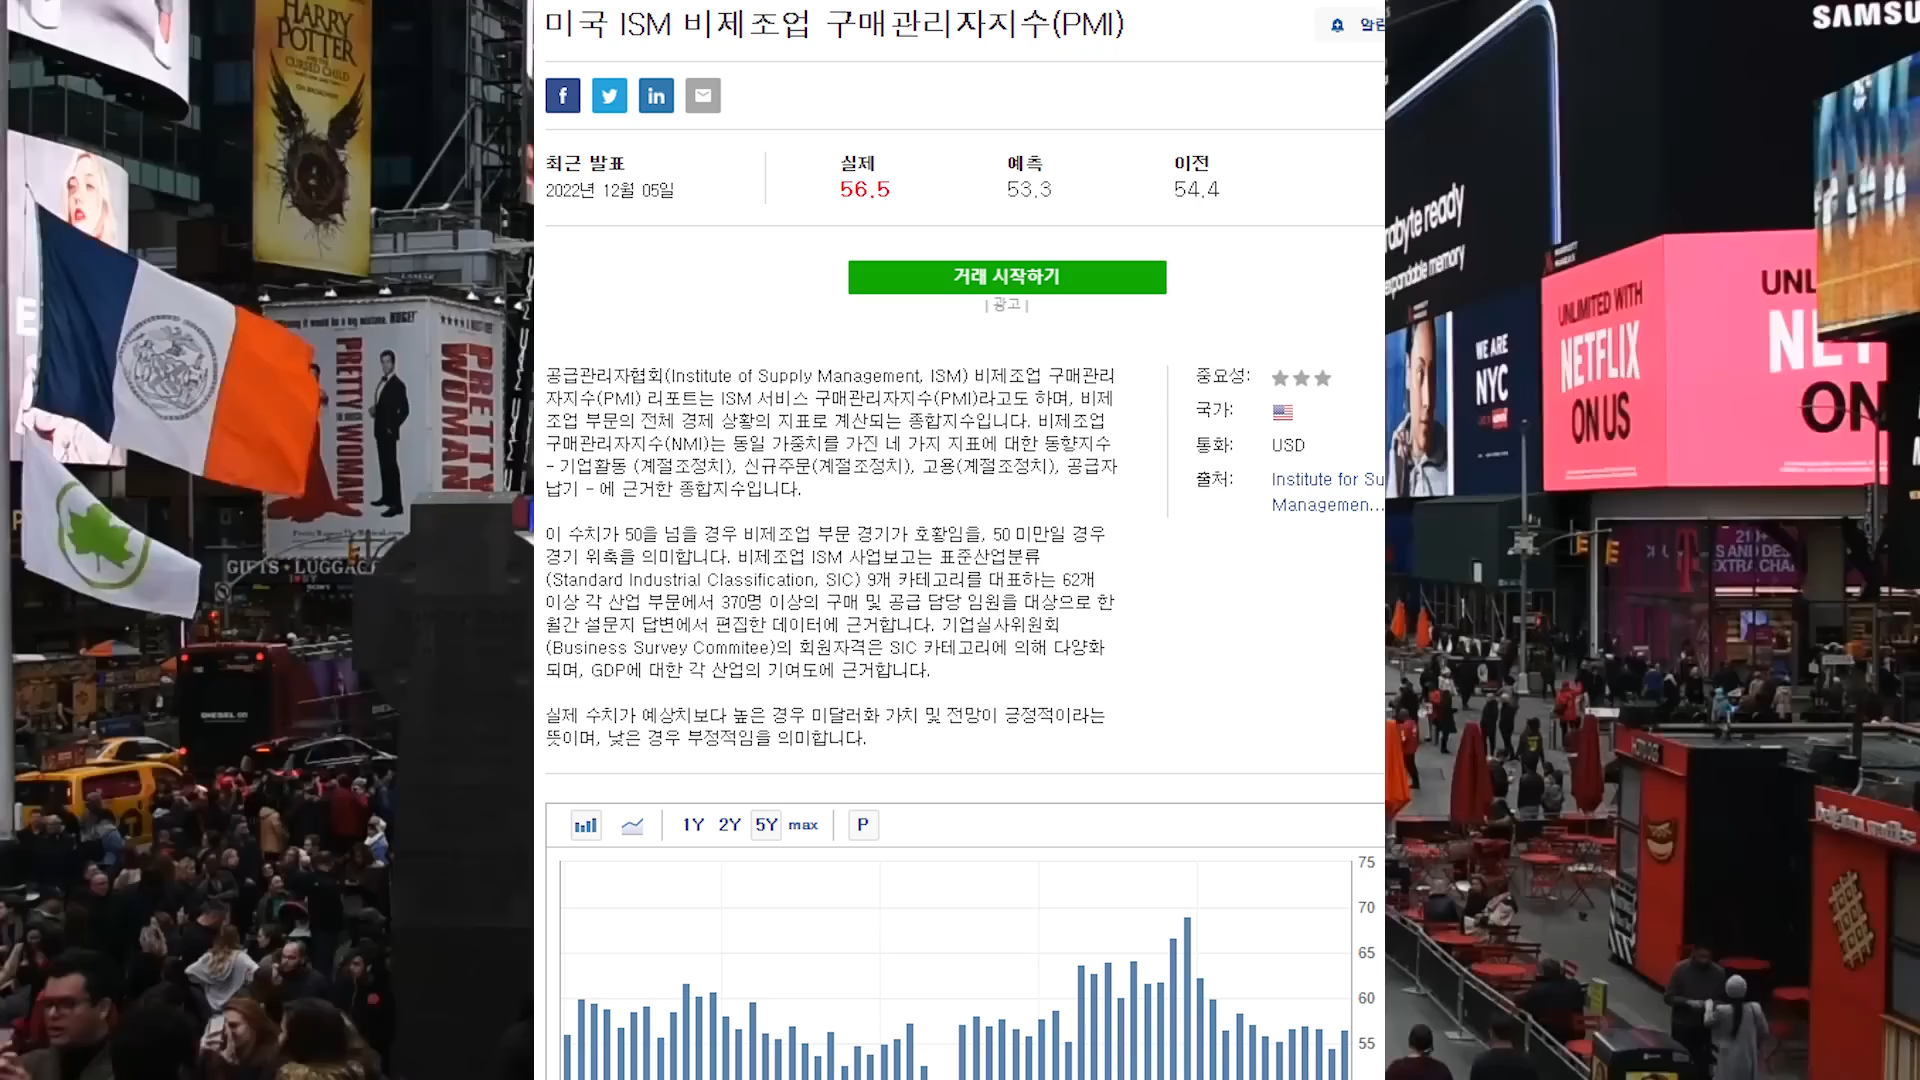 미국 ISM 비제조업 구매관리자지수(PMI)
최근 발표
2022년 12월 05일
실제
56.5
예측
53.3
이전
54.4
거래 시작하기
| 광고 |
공급관리자협회(Institute of Supply Management, ISM) 비제조업 구매관리
자지수(PMI) 리포트는 ISM 서비스 구매관리자지수(PMI)라고도 하며, 비제
조업 부문의 전체 경제 상황의 지표로 계산되는 종합지수입니다. 비제조업
구매관리자지수(NMI)는 동일 가중치를 가진 네 가지 지표에 대한 동향지수
- 기업활동 (계절조정치), 신규주문(계절조정치), 고용(계절조정치), 공급자
납기 - 에 근거한 종합지수입니다.
이 수치가 50을 넘을 경우 비제조업 부문 경기가 호황임을, 50 미만일 경우
경기 위축을 의미합니다. 비제조업 ISM 사업보고는 표준산업분류
(Standard Industrial Classification, SIC) 9개 카테고리를 대표하는 62개
이상 각 산업 부문에서 370명 이상의 구매 및 공급 담당 임원을 대상으로 한
월간 설문지 답변에서 편집한 데이터에 근거합니다. 기업실사위원회
(Business Survey Commitee)의 회원자격은 SIC 카테고리에 의해 다양화
되며, GDP에 대한 각 산업의 기여도에 근거합니다.
실제 수치가 예상치보다 높은 경우 미달러화 가치 및 전망이 긍정적이라는
뜻이며, 낮은 경우 부정적임을 의미합니다.
중요성:
국가:
통화: USD
출처: Institute for Su
Managemen...
1Y 2Y 5Y max P
75
70
65
60
55
HARRY
POTTER
AND THE
CURSED CHILD
PRETTY WOMAN
PRETTY
WOMAN
GIFTS · LUGGAGE
SAMSU
rabyte ready
expandable memory
WE ARE
NYC
UNLIMITED WITH
NETFLIX
ON US
UNL
NET
ON